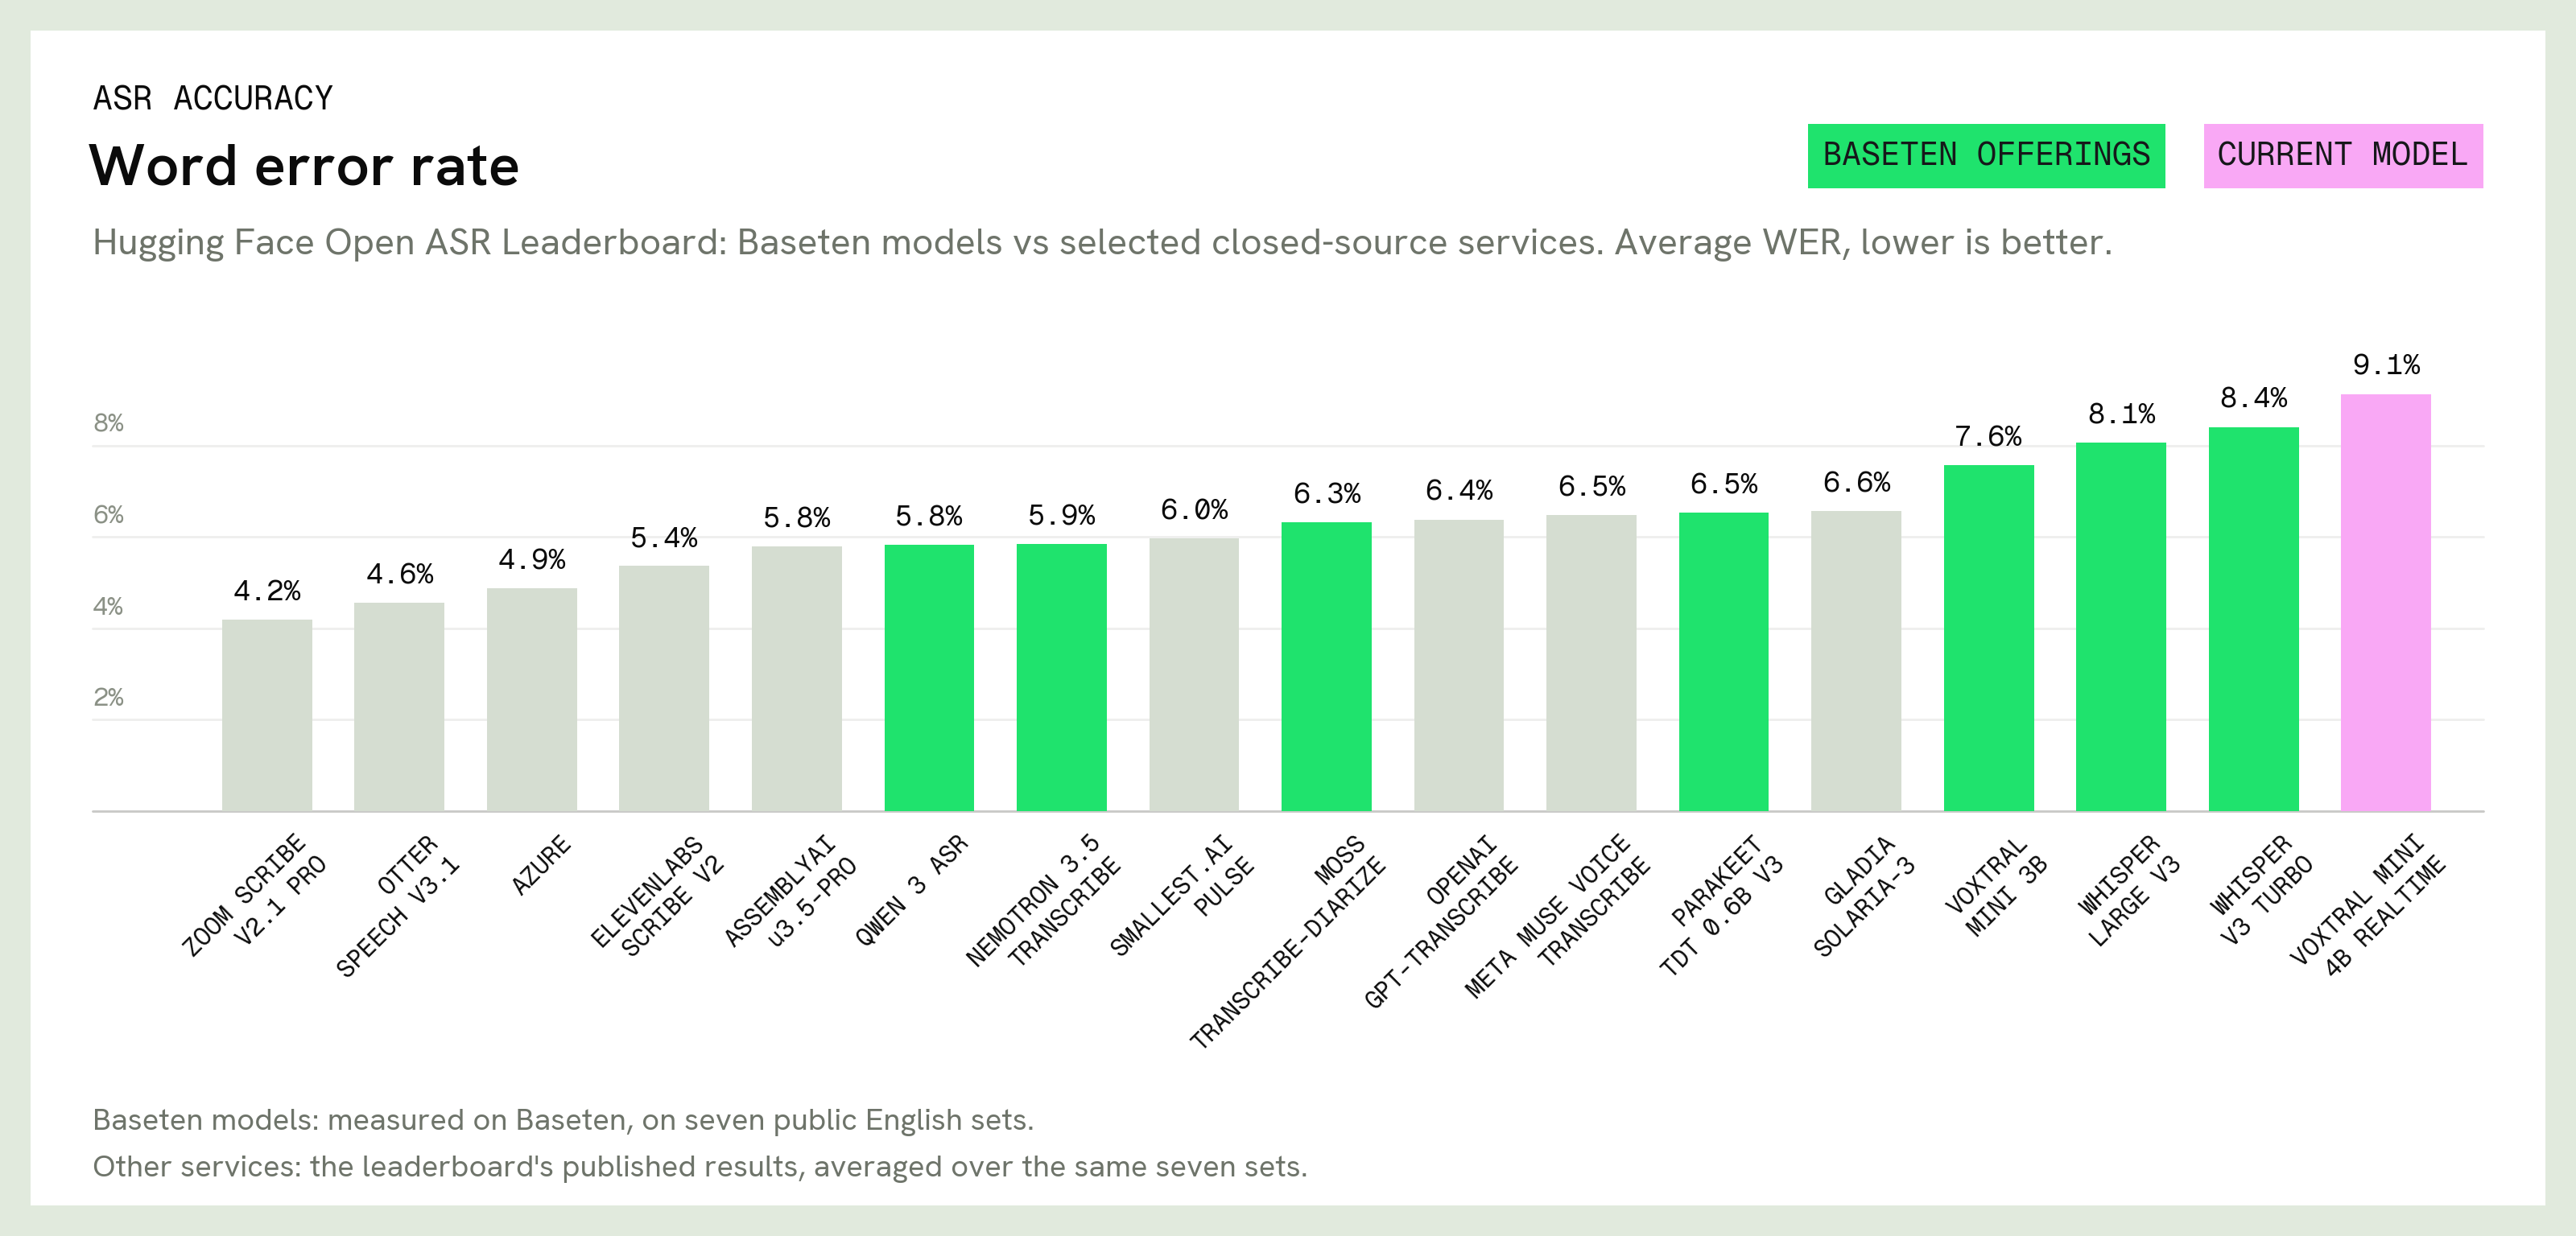 ASR ACCURACY
Word error rate
BASETEN OFFERINGS
CURRENT MODEL
Hugging Face Open ASR Leaderboard: Baseten models vs selected closed-source services. Average WER, lower is better.
8%
6%
4%
2%
4.2%
4.6%
4.9%
5.4%
5.8%
5.8%
5.9%
6.0%
6.3%
6.4%
6.5%
6.5%
6.6%
7.6%
8.1%
8.4%
9.1%
ZOOM SCRIBE
V2.1 PRO
OTTER
SPEECH V3.1
AZURE
ELEVENLABS
SCRIBE V2
ASSEMBLYAI
u3.5-PRO
QWEN 3 ASR
NEMOTRON 3.5
TRANSCRIBE
SMALLEST.AI
PULSE
MOSS
TRANSCRIBE-DIARIZE
OPENAI
GPT-TRANSCRIBE
META MUSE VOICE
TRANSCRIBE
PARAKEET
TDT 0.6B V3
GLADIA
SOLARIA-3
VOXTRAL
MINI 3B
WHISPER
LARGE V3
WHISPER
V3 TURBO
VOXTRAL MINI
4B REALTIME
Baseten models: measured on Baseten, on seven public English sets.
Other services: the leaderboard's published results, averaged over the same seven sets.